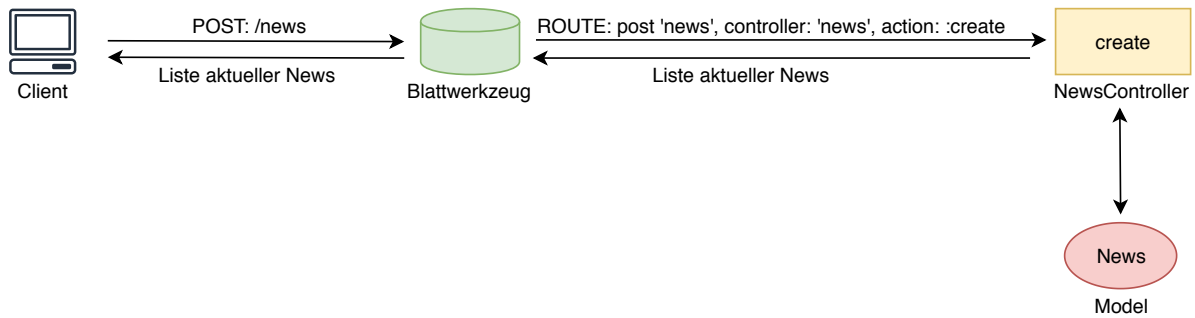 POST: /news
ROUTE: post 'news', controller: 'news', action: :create
create
Liste aktueller News
Liste aktueller News
Client
Blattwerkzeug
NewsController
News
Model